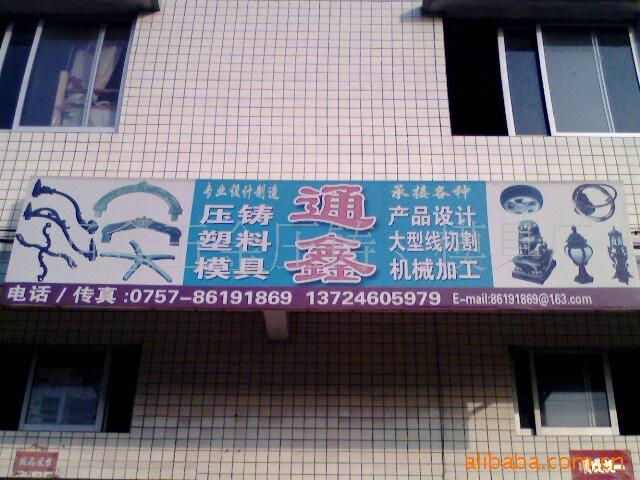 专业设计制造
压铸
塑料
模具
通鑫
承接各种
产品设计
大型线切割
机械加工
电话 / 传真 :0757-86191869 13724605979 E-mail:86191869@163.com
alibaba.com.cn